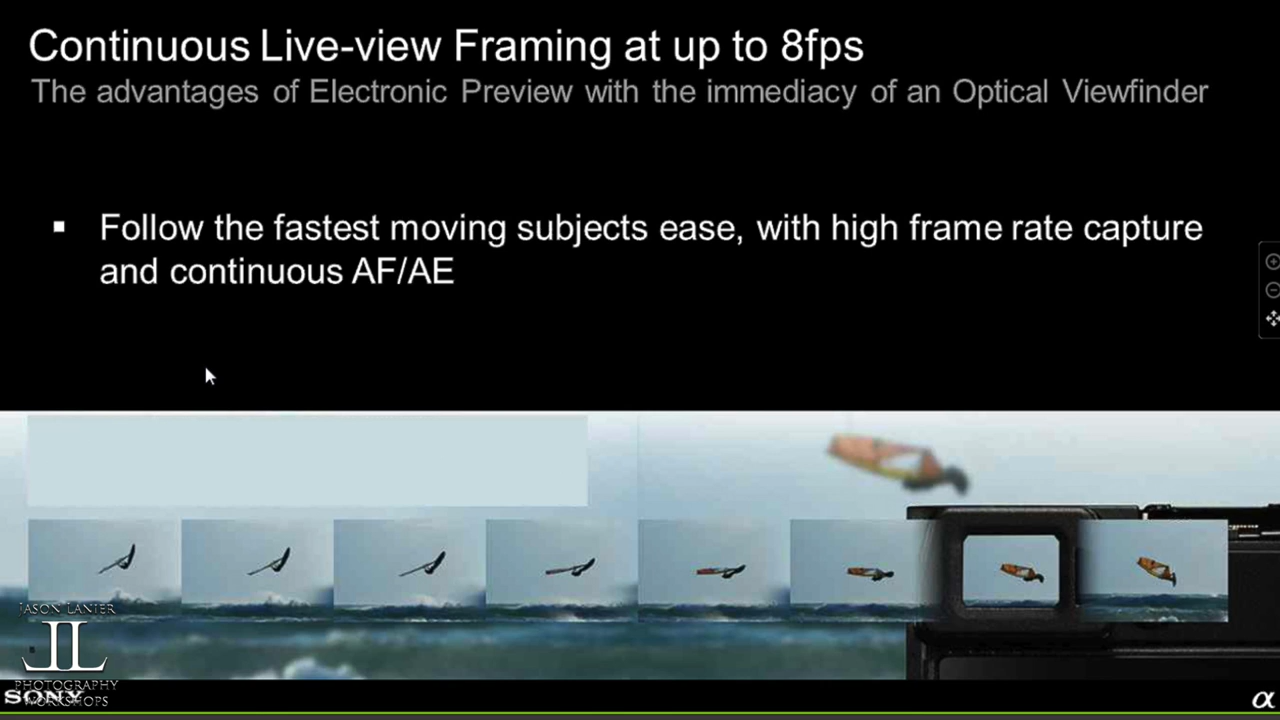 Continuous Live-view Framing at up to 8fps
The advantages of Electronic Preview with the immediacy of an Optical Viewfinder
▪ Follow the fastest moving subjects ease, with high frame rate capture
and continuous AF/AE
JASON LANIER
JL
PHOTOGRAPHY
WORKSHOPS
SONY
α